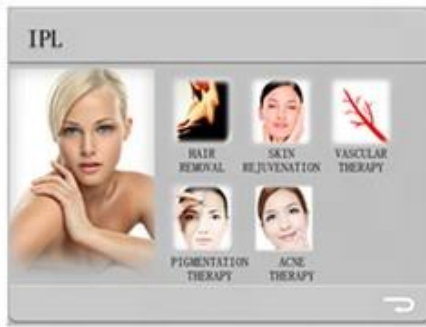 IPL
HAIR
REMOVAL
SKIN
REJUVENATION
VASCULAR
THERAPY
PIGMENTATION
THERAPY
ACNE
THERAPY